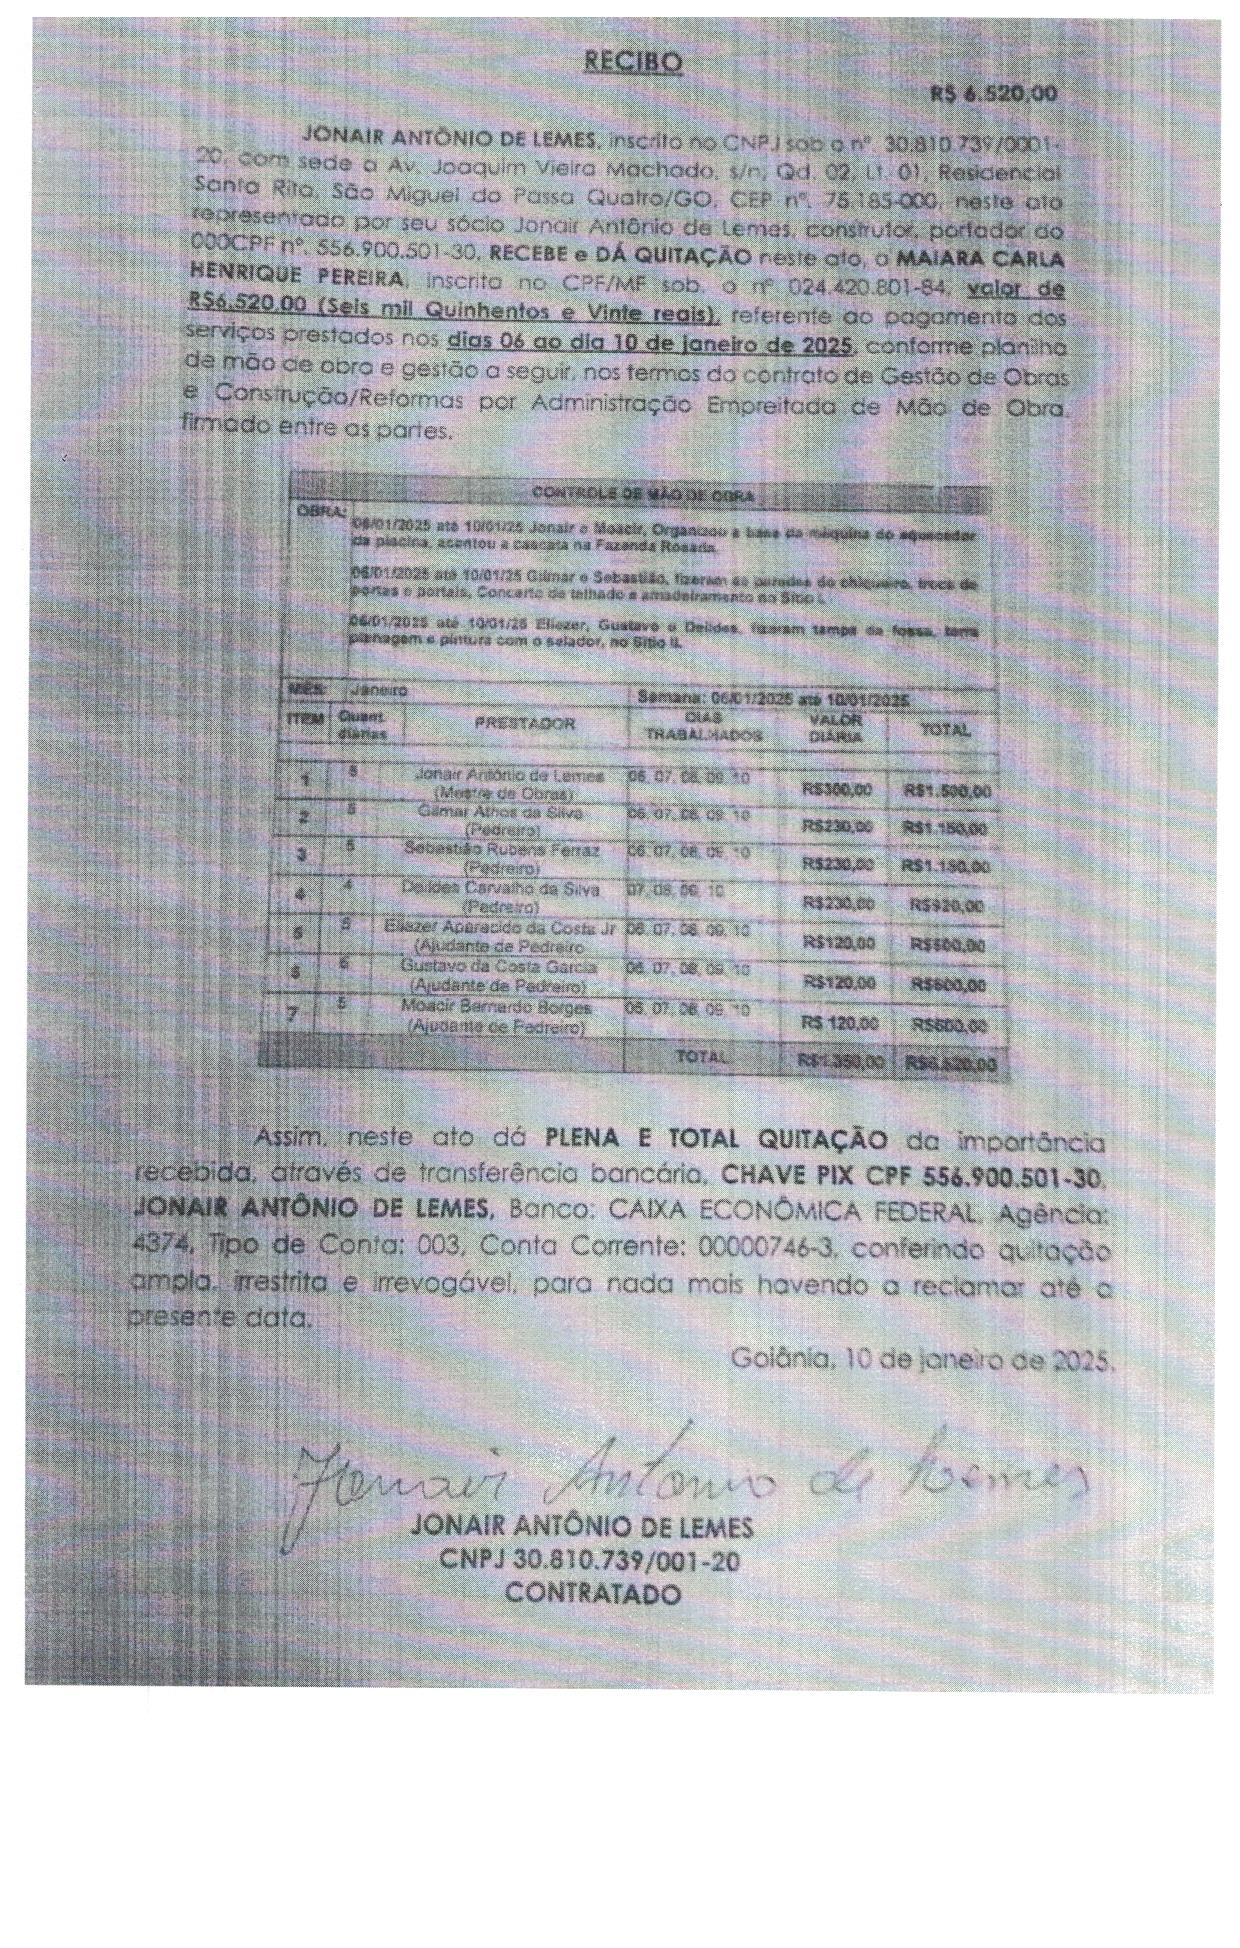 RECIBO
R$ 6.520,00
JONAIR ANTÔNIO DE LEMES, inscrito no CNPJ sob o nº. 30.810.739/0001-
20, com sede a Av. Joaquim Vieira Machado, s/n, Qd. 02, Lt. 01, Residencial
Santa Rita, São Miguel do Passa Quatro/GO, CEP nº. 75.185-000, neste ato
representado por seu sócio Jonair Antônio de Lemes, construtor, portador do
000CPF nº. 556.900.501-30, RECEBE e DÁ QUITAÇÃO neste ato, a MAIARA CARLA
HENRIQUE PEREIRA, inscrita no CPF/MF sob. o nº 024.420.801-84, valor de
R$6.520,00 (Seis mil Quinhentos e Vinte reais), referente ao pagamento dos
serviços prestados nos dias 06 ao dia 10 de janeiro de 2025, conforme planilha
de mão de obra e gestão a seguir, nos termos do contrato de Gestão de Obras
e Construção/Reformas por Administração Empreitada de Mão de Obra,
firmado entre as partes.
CONTROLE DE MÃO DE OBRA
OBRA: 06/01/2025 até 10/01/25 Jonair e Moacir, Organizou a base da máquina do aquecedor
da piscina, acentou a cascata na Fazenda Rosada.
06/01/2025 até 10/01/25 Gilmar e Sebastião, fizeram as paredes do chiqueiro, troca de
portas e portais, Concerto de telhado e amadeiramento no Sitio I.
06/01/2025 até 10/01/25 Eliezer, Gustavo e Delides, fizaram tampa da fossa, terra
planagem e pintura com o selador, no Sitio II.
MÊS: Janeiro Semana: 06/01/2025 até 10/01/2025
ITEM Quant. diárias PRESTADOR DIAS TRABALHADOS VALOR DIÁRIA TOTAL
1 5 Jonair Antônio de Lemes (Mestre de Obras) 06, 07, 08, 09, 10 R$300,00 R$1.500,00
2 5 Gilmar Athos da Silva (Pedreiro) 06, 07, 08, 09, 10 R$230,00 R$1.150,00
3 5 Sebastião Rubens Ferraz (Pedreiro) 06, 07, 08, 09, 10 R$230,00 R$1.150,00
4 4 Delides Carvalho da Silva (Pedreiro) 07, 08, 09, 10 R$230,00 R$920,00
5 5 Eliazer Aparecido da Costa Jr (Ajudante de Pedreiro 06, 07, 08, 09, 10 R$120,00 R$600,00
6 Gustavo da Costa Garcia (Ajudante de Pedreiro) 06, 07, 08, 09, 10 R$120,00 R$600,00
7 5 Moacir Bernardo Borges (Ajudante de Pedreiro) 06, 07, 08, 09, 10 R$ 120,00 R$600,00
TOTAL R$1.350,00 R$6.520,00
Assim, neste ato dá PLENA E TOTAL QUITAÇÃO da importância
recebida, através de transferência bancária, CHAVE PIX CPF 556.900.501-30,
JONAIR ANTÔNIO DE LEMES, Banco: CAIXA ECONÔMICA FEDERAL, Agência:
4374, Tipo de Conta: 003, Conta Corrente: 00000746-3, conferindo quitação
ampla, irrestrita e irrevogável, para nada mais havendo a reclamar até a
presente data.
Goiânia, 10 de janeiro de 2025.
Jonair Antonio de Lemes
JONAIR ANTÔNIO DE LEMES
CNPJ 30.810.739/001-20
CONTRATADO